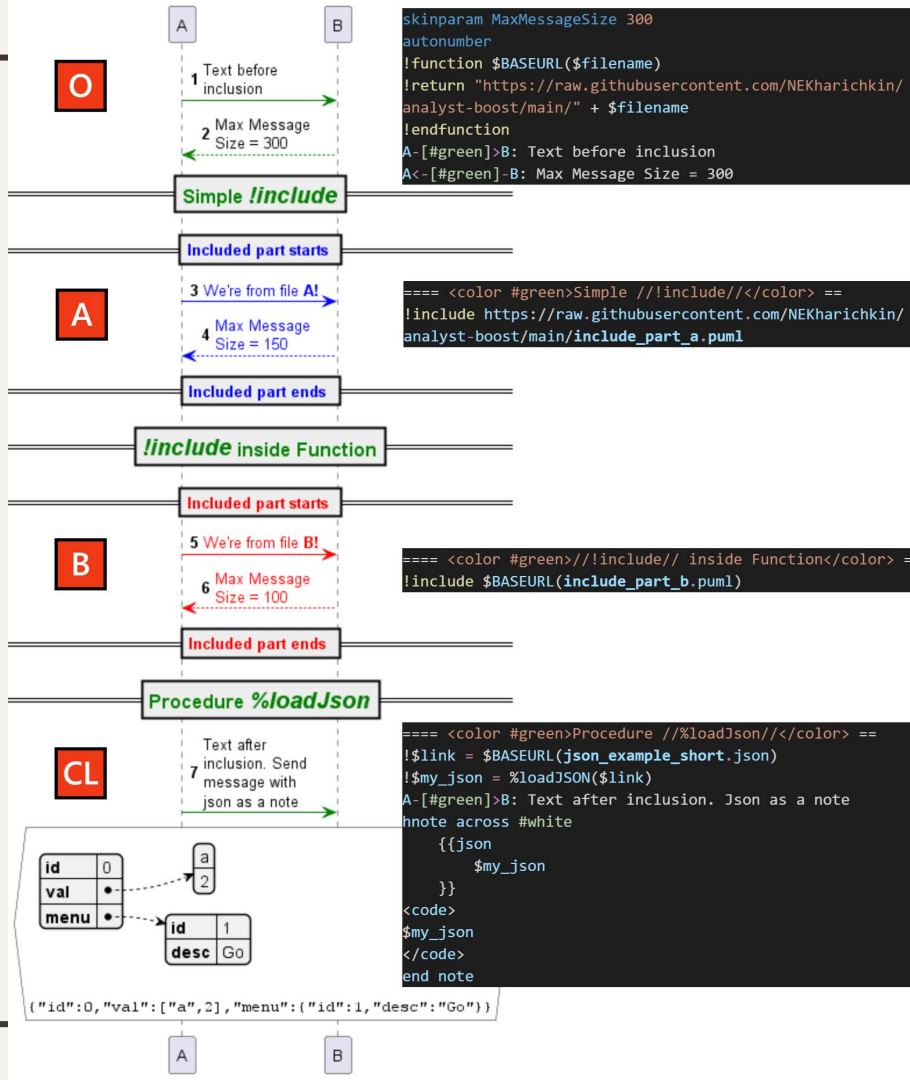 A
B
O
1 Text before
inclusion
2 Max Message
Size = 300
skinparam MaxMessageSize 300
autonumber
!function $BASEURL($filename)
!return "https://raw.githubusercontent.com/NEKharichkin/
analyst-boost/main/" + $filename
!endfunction
A-[#green]>B: Text before inclusion
A<-[#green]-B: Max Message Size = 300
Simple !include
Included part starts
A
3 We're from file A!
4 Max Message
Size = 150
==== <color #green>Simple //!include//</color> ==
!include https://raw.githubusercontent.com/NEKharichkin/
analyst-boost/main/include_part_a.puml
Included part ends
!include inside Function
Included part starts
B
5 We're from file B!
6 Max Message
Size = 100
==== <color #green>//!include// inside Function</color> =
!include $BASEURL(include_part_b.puml)
Included part ends
Procedure %loadJson
CL
7 Text after
inclusion. Send
message with
json as a note
==== <color #green>Procedure //%loadJson//</color> ==
!$link = $BASEURL(json_example_short.json)
!$my_json = %loadJSON($link)
A-[#green]>B: Text after inclusion. Json as a note
hnote across #white
{{json
$my_json
}}
<code>
$my_json
</code>
end note
id 0
val
menu
a
2
id 1
desc Go
{"id":0,"val":["a",2],"menu":{"id":1,"desc":"Go"}}
A
B